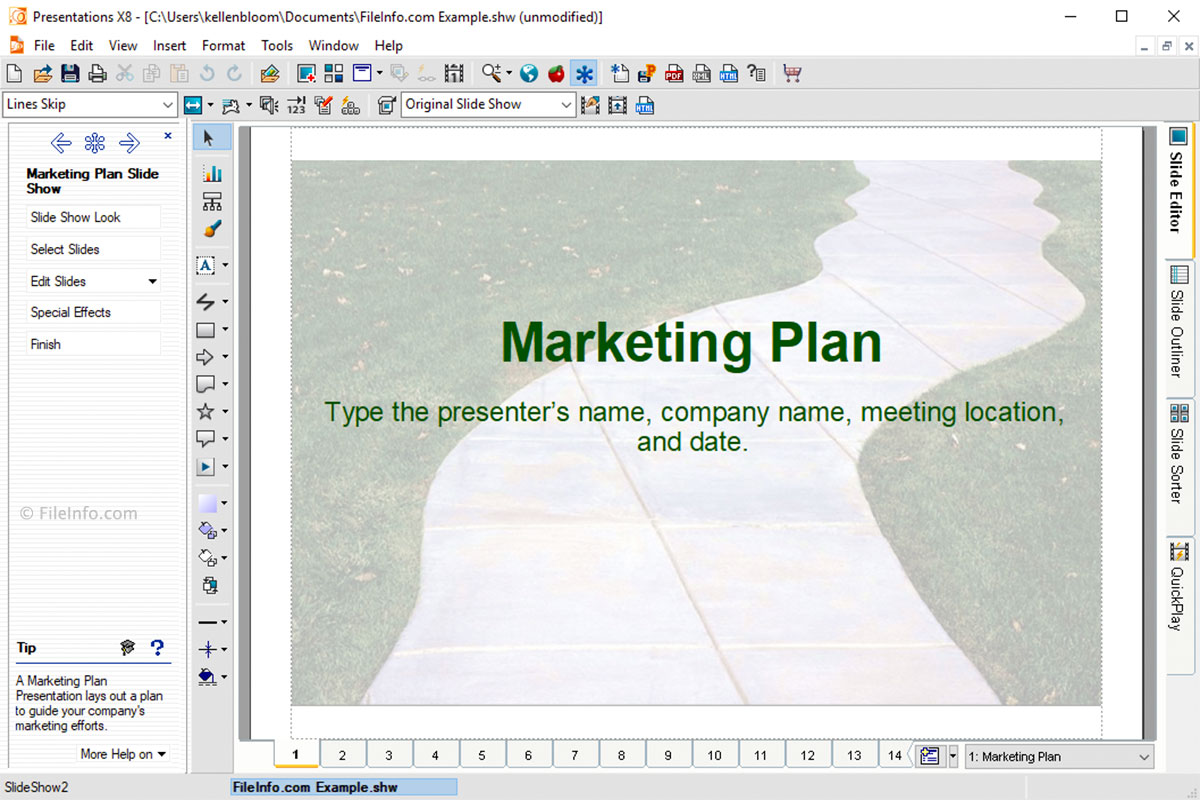 Presentations X8 - [C:\Users\kellenbloom\Documents\FileInfo.com Example.shw (unmodified)]
File Edit View Insert Format Tools Window Help
PDF XML HTML
Lines Skip
123
Original Slide Show
HTML
Marketing Plan Slide
Show
Slide Show Look
Select Slides
Edit Slides
Special Effects
Finish
© FileInfo.com
Tip
?
A Marketing Plan
Presentation lays out a plan
to guide your company's
marketing efforts.
More Help on
A
Marketing Plan
Type the presenter’s name, company name, meeting location,
and date.
Slide Editor
Slide Outliner
Slide Sorter
QuickPlay
1 2 3 4 5 6 7 8 9 10 11 12 13 14
1: Marketing Plan
SlideShow2
FileInfo.com Example.shw